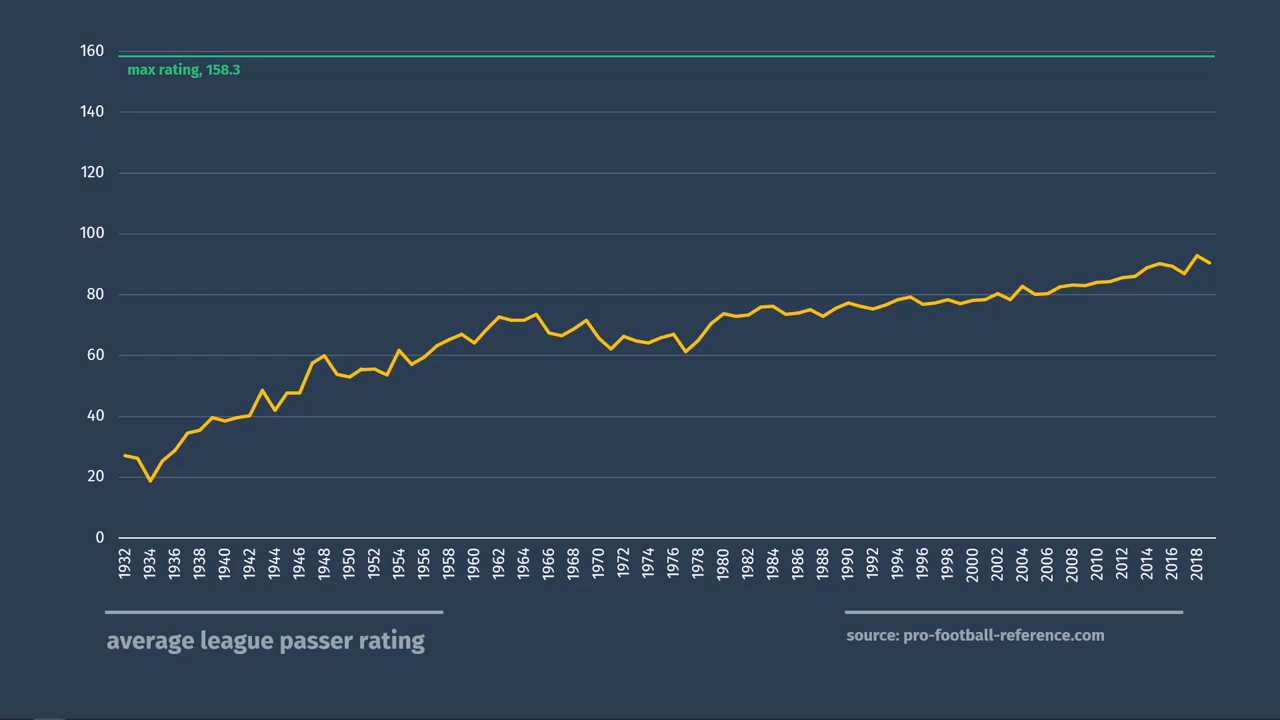 160
max rating, 158.3
140
120
100
80
60
40
20
0
1932 1934 1936 1938 1940 1942 1944 1946 1948 1950 1952 1954 1956 1958 1960 1962 1964 1966 1968 1970 1972 1974 1976 1978 1980 1982 1984 1986 1988 1990 1992 1994 1996 1998 2000 2002 2004 2006 2008 2010 2012 2014 2016 2018
average league passer rating
source: pro-football-reference.com